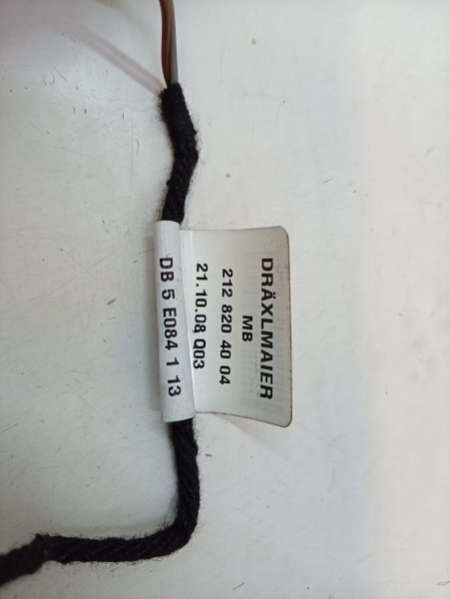 DRÄXLMAIER
MB
212 820 40 04
21.10.08 Q03
DB 5 E084 1 13